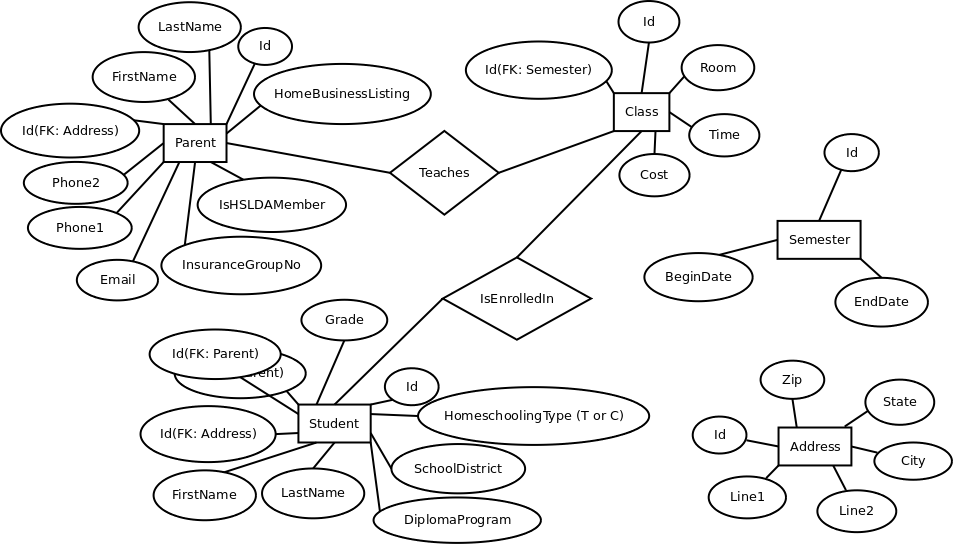 LastName
Id
Id
FirstName
Id(FK: Semester)
Room
HomeBusinessListing
Class
Id(FK: Address)
Parent
Time
Id
Teaches
Cost
Phone2
IsHSLDAMember
Phone1
Semester
InsuranceGroupNo
Email
BeginDate
IsEnrolledIn
EndDate
Grade
Id(FK: Parent)
ent)
Id
Zip
State
HomeschoolingType (T or C)
Student
Id(FK: Address)
Id
Address
City
SchoolDistrict
FirstName
LastName
Line1
Line2
DiplomaProgram